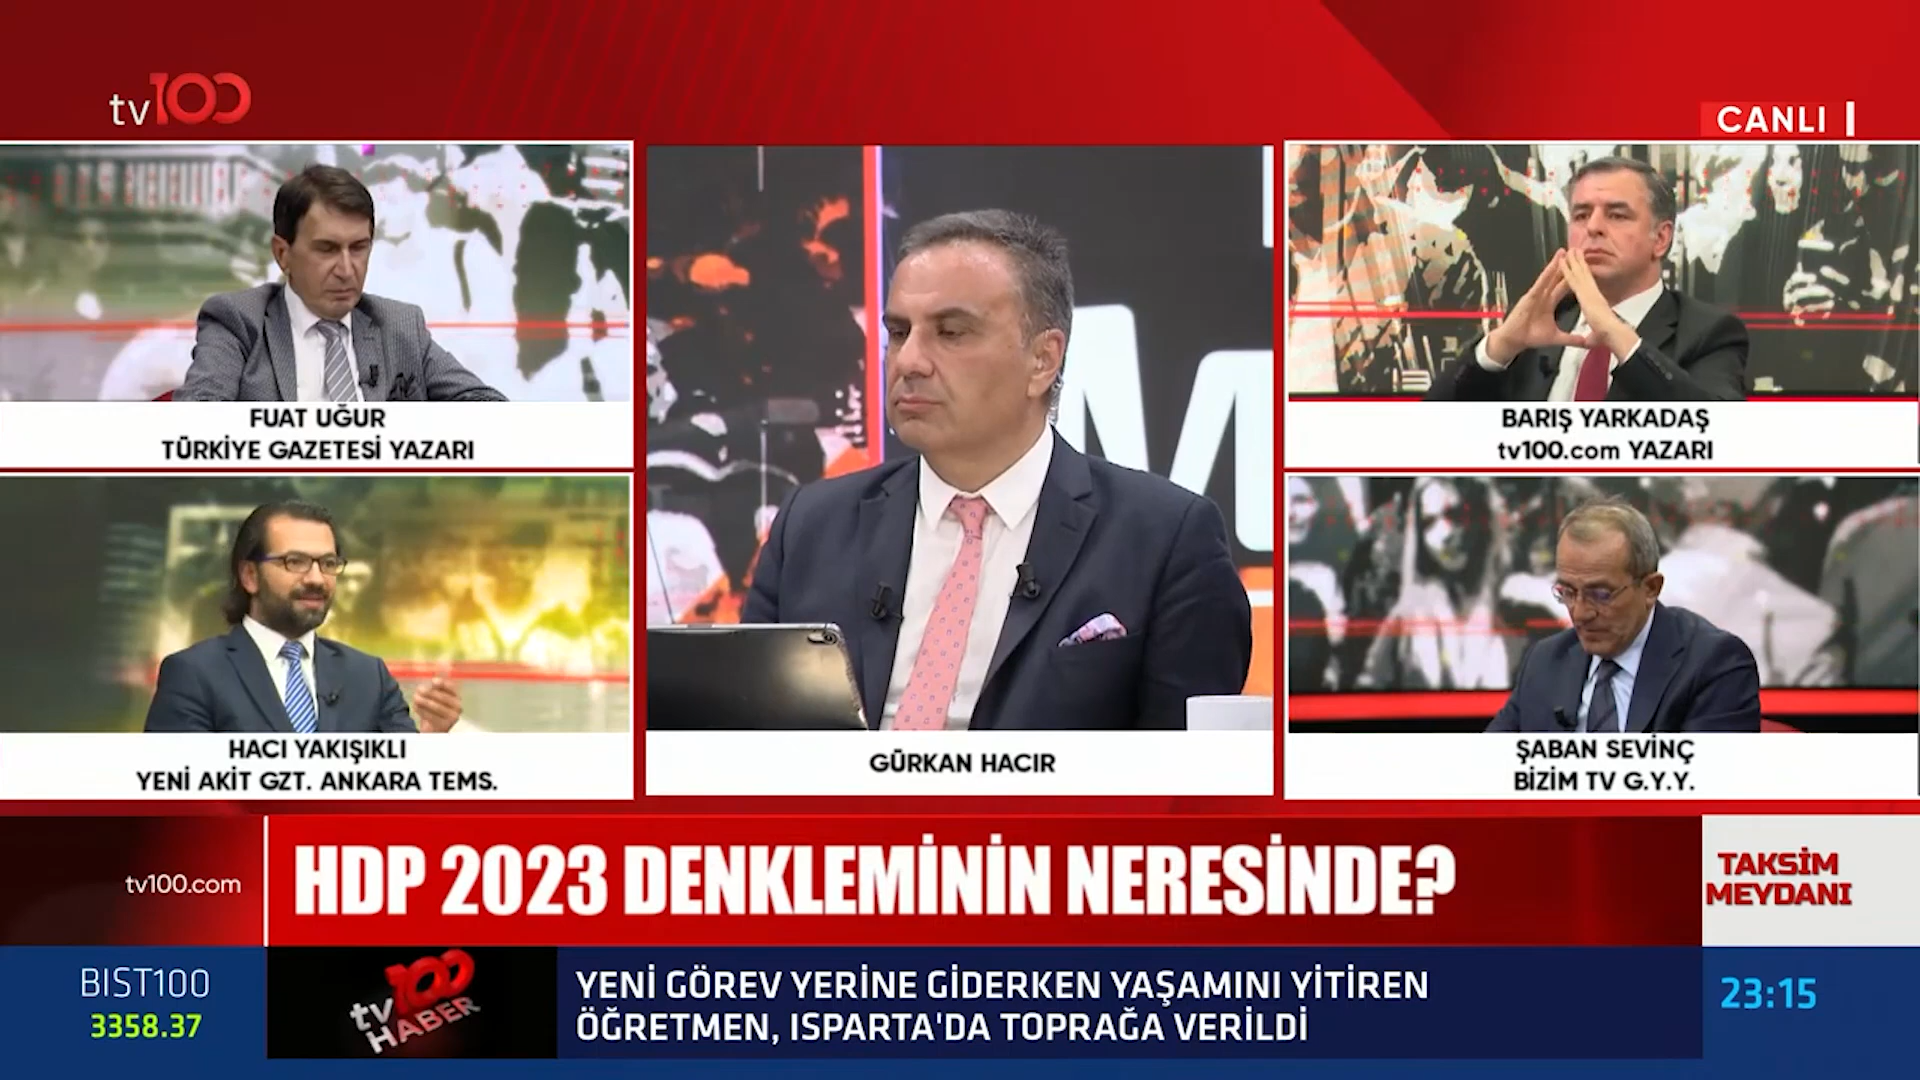 tv100
CANLI
FUAT UĞUR
TÜRKİYE GAZETESİ YAZARI
BARIŞ YARKADAŞ
tv100.com YAZARI
HACI YAKIŞIKLI
YENİ AKİT GZT. ANKARA TEMS.
GÜRKAN HACIR
ŞABAN SEVİNÇ
BİZİM TV G.Y.Y.
tv100.com
HDP 2023 DENKLEMİNİN NERESİNDE?
TAKSİM
MEYDANI
BIST100
3358.37
tv100
HABER
YENİ GÖREV YERİNE GİDERKEN YAŞAMINI YİTİREN
ÖĞRETMEN, ISPARTA'DA TOPRAĞA VERİLDİ
23:15